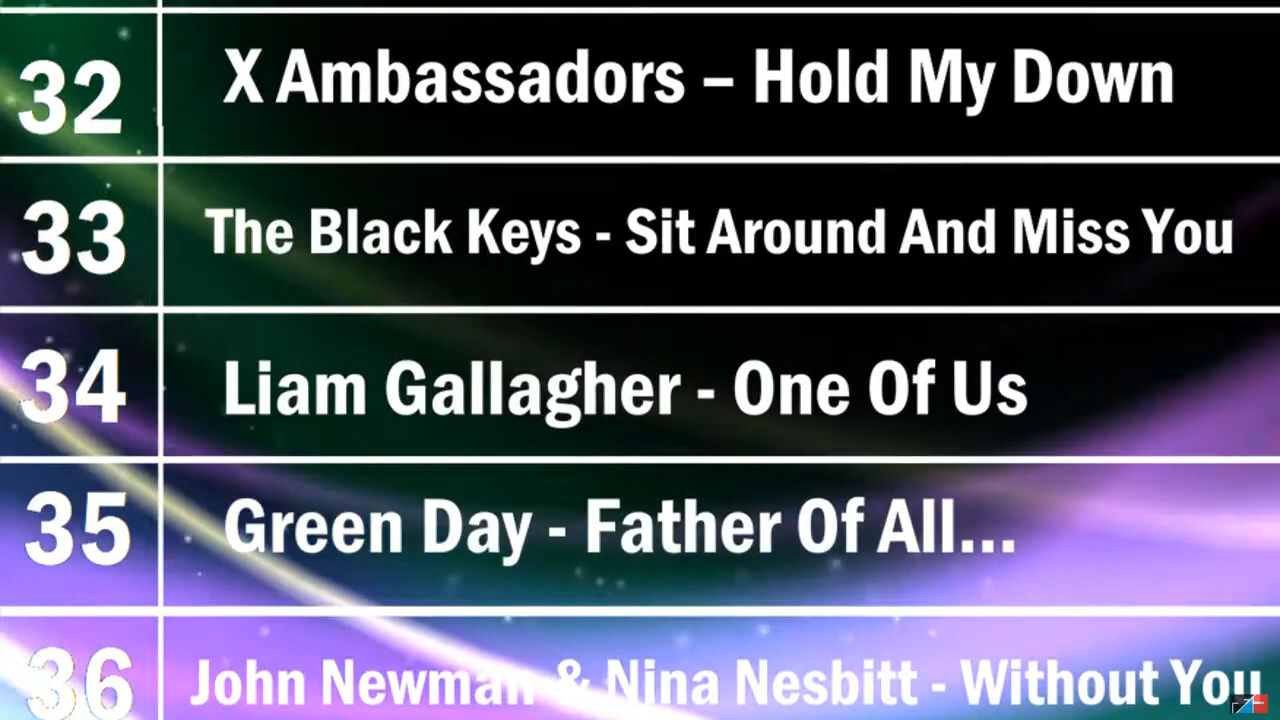 32 X Ambassadors – Hold My Down
33 The Black Keys - Sit Around And Miss You
34 Liam Gallagher - One Of Us
35 Green Day - Father Of All...
36 John Newman & Nina Nesbitt - Without You